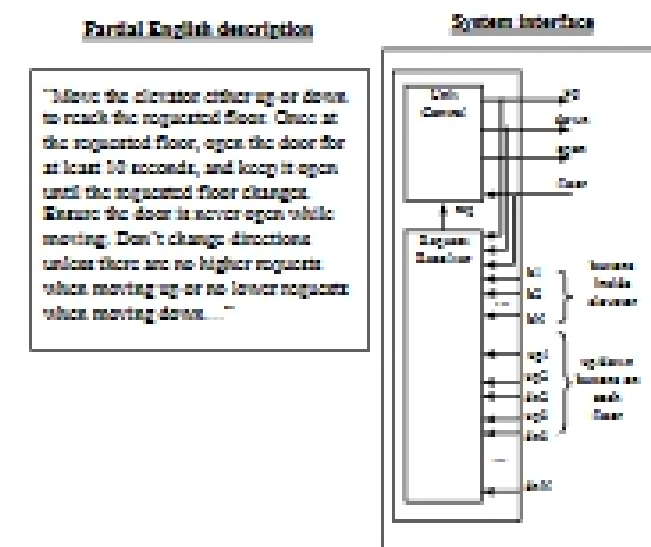 Partial English description
"Move the elevator either up or down
to reach the requested floor. Once at
the requested floor, open the door for
at least 10 seconds, and keep it open
until the requested floor changes.
Ensure the door is never open while
moving. Don't change directions
unless there are no higher requests
when moving up or no lower requests
when moving down…"
System interface
Unit
Control
up
down
open
floor
req
Request
Resolver
b1
b2
...
bN
buttons
inside
elevator
up1
up2
dn2
up3
dn3
...
dnN
up/down
buttons on
each
floor